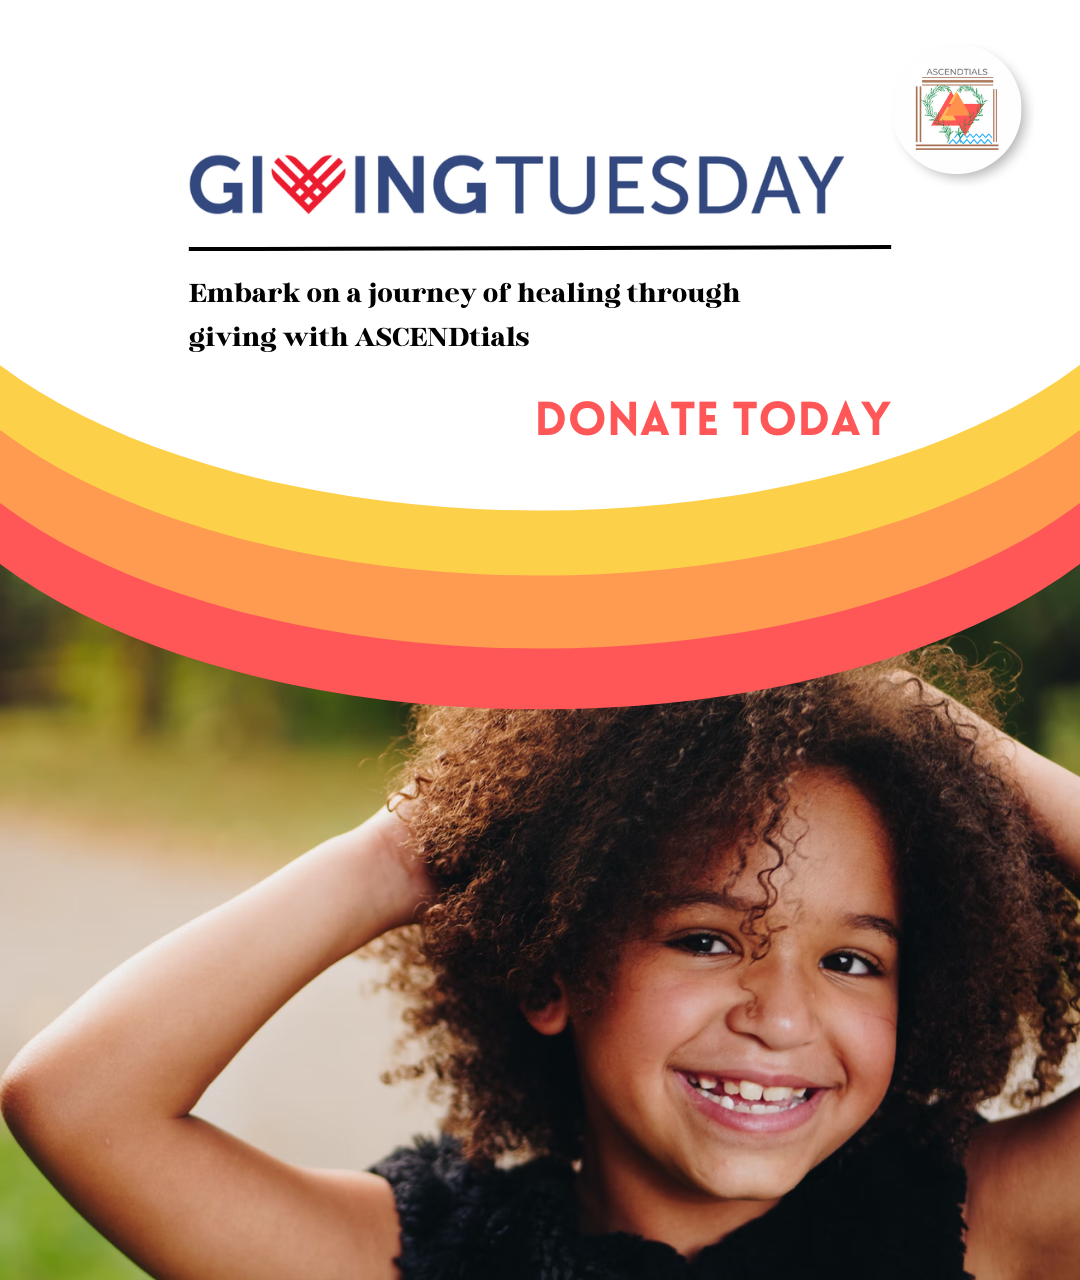 ASCENDTIALS
GIVINGTUESDAY
Embark on a journey of healing through
giving with ASCENDtials
DONATE TODAY